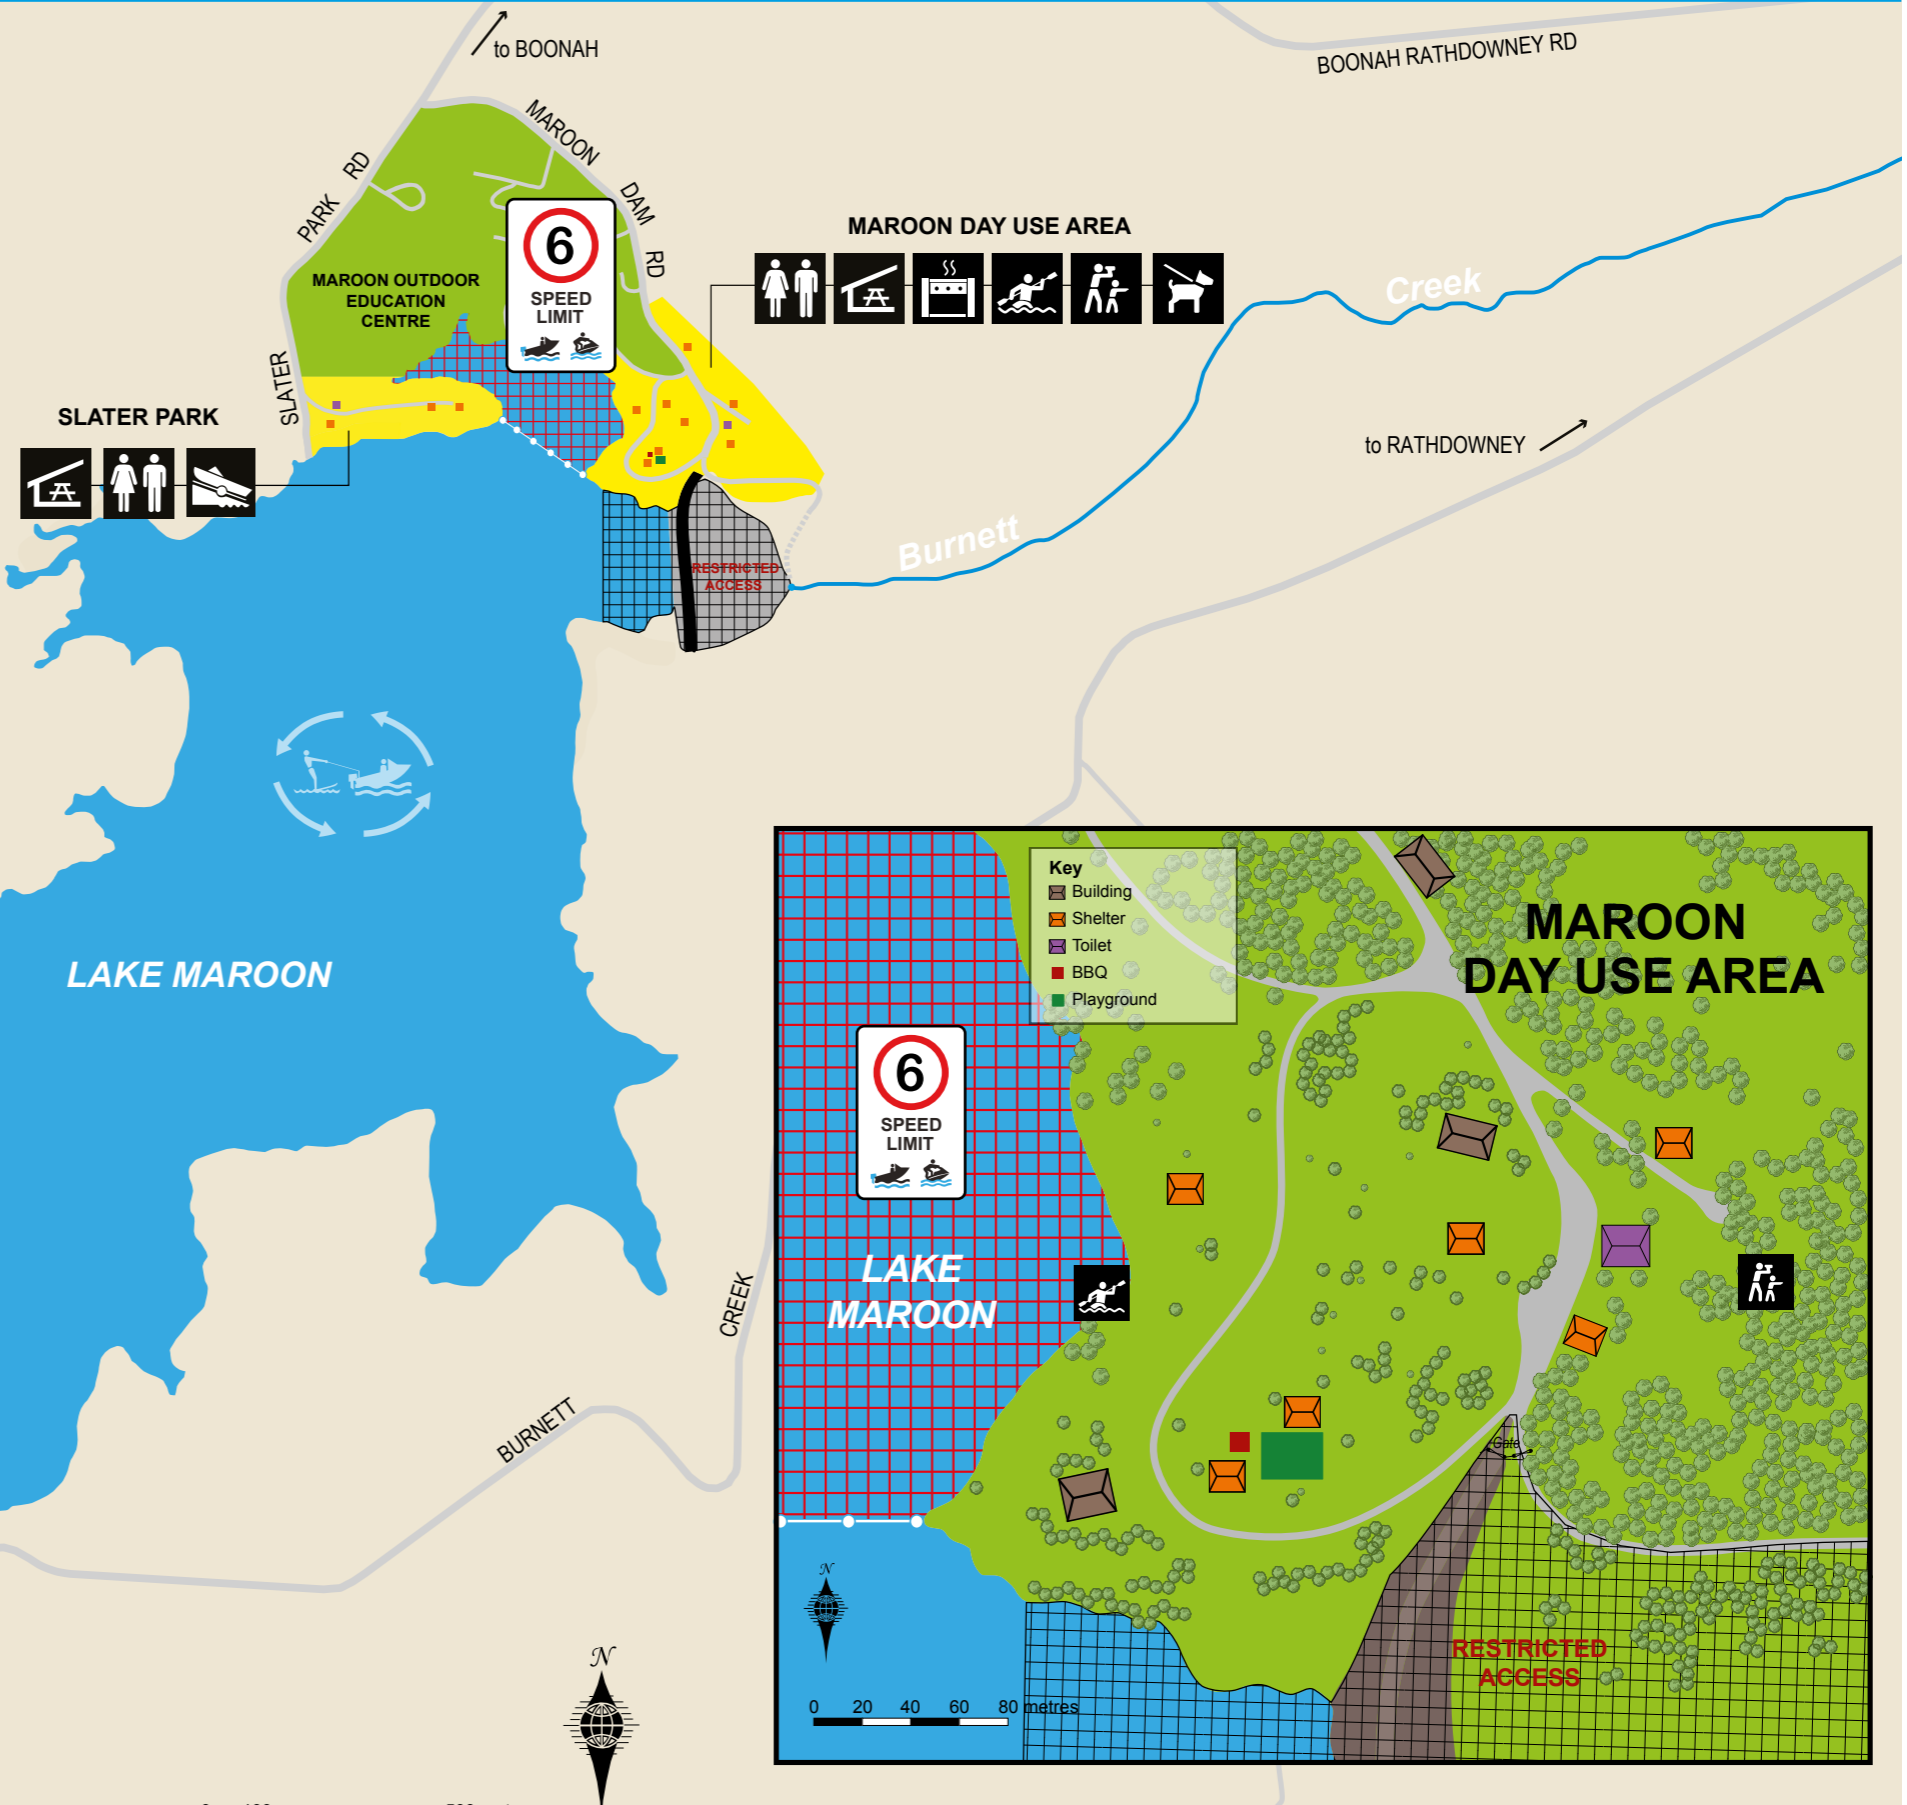 to BOONAH
BOONAH RATHDOWNEY RD
MAROON DAM RD
SLATER PARK RD
6
SPEED
LIMIT
MAROON DAY USE AREA
MAROON OUTDOOR
EDUCATION
CENTRE
Burnett Creek
SLATER PARK
to RATHDOWNEY
RESTRICTED
ACCESS
LAKE MAROON
BURNETT CREEK
N
Key
Building
Shelter
Toilet
BBQ
Playground
MAROON
DAY USE AREA
6
SPEED
LIMIT
LAKE
MAROON
Gate
N
RESTRICTED
ACCESS
0 20 40 60 80 metres